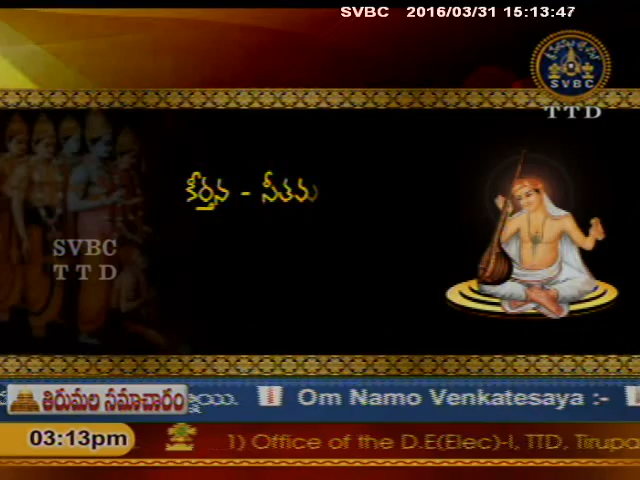 SVBC 2016/03/31 15:13:47
SVBC
TTD
కీర్తన - సీతమ
SVBC
TTD
తిరుమల సమాచారం Om Namo Venkatesaya :-
03:13pm 1) Office of the D.E(Elec)-I, TTD, Tirupa